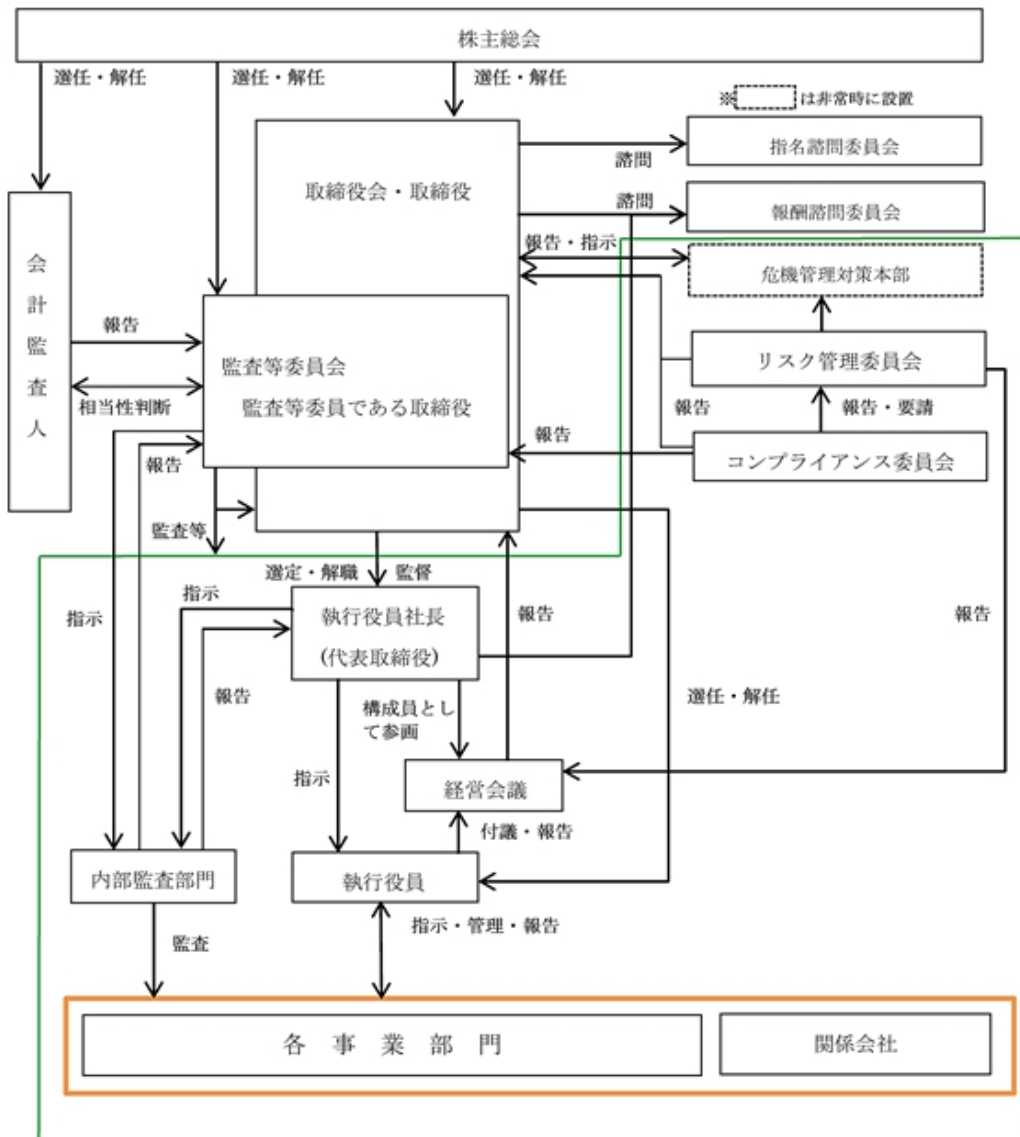 株主総会
選任・解任
選任・解任
選任・解任
※ は非常時に設置
指名諮問委員会
諮問
取締役会・取締役
諮問
報酬諮問委員会
報告・指示
危機管理対策本部
会計監査人
報告
リスク管理委員会
監査等委員会
監査等委員である取締役
相当性判断
報告
報告・要請
報告
報告
コンプライアンス委員会
監査等
選定・解職
監督
指示
指示
執行役員社長
(代表取締役)
報告
報告
報告
選任・解任
構成員とし
て参画
指示
経営会議
付議・報告
内部監査部門
執行役員
指示・管理・報告
監査
各事業部門
関係会社